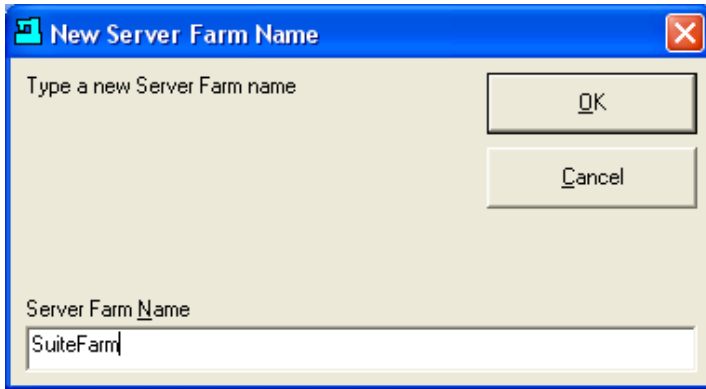 New Server Farm Name
Type a new Server Farm name
OK
Cancel
Server Farm Name
SuiteFarm